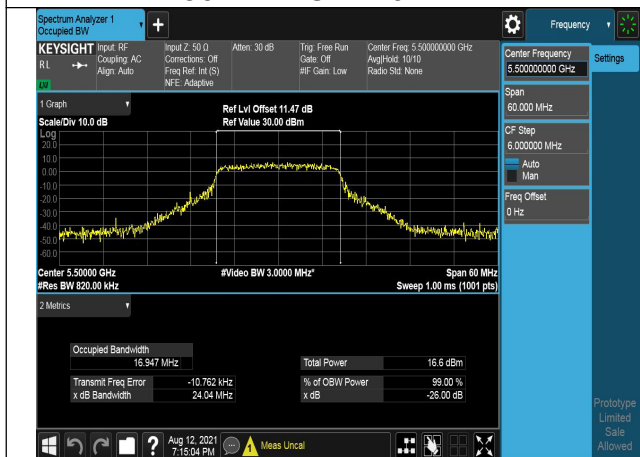 Spectrum Analyzer 1
Occupied BW
Frequency
KEYSIGHT
RL
LXI
Input: RF
Coupling: AC
Align: Auto
Input Z: 50 Ω
Corrections: Off
Freq Ref: Int (S)
NFE: Adaptive
Atten: 30 dB
Trig: Free Run
Gate: Off
#IF Gain: Low
Center Freq: 5.500000000 GHz
Avg|Hold: 10/10
Radio Std: None
Center Frequency
5.500000000 GHz
Settings
Span
60.000 MHz
CF Step
6.000000 MHz
Auto
Man
Freq Offset
0 Hz
1 Graph
Scale/Div 10.0 dB
Ref Lvl Offset 11.47 dB
Ref Value 30.00 dBm
Log
20.0
10.0
0.00
-10.0
-20.0
-30.0
-40.0
-50.0
-60.0
Center 5.50000 GHz
#Video BW 3.0000 MHz*
Span 60 MHz
#Res BW 820.00 kHz
Sweep 1.00 ms (1001 pts)
2 Metrics
Occupied Bandwidth
16.947 MHz
Total Power 16.6 dBm
Transmit Freq Error -10.762 kHz
% of OBW Power 99.00 %
x dB Bandwidth 24.04 MHz
x dB -26.00 dB
Prototype
Limited
Sale
Allowed
?
Aug 12, 2021
7:15:04 PM
1
Meas Uncal